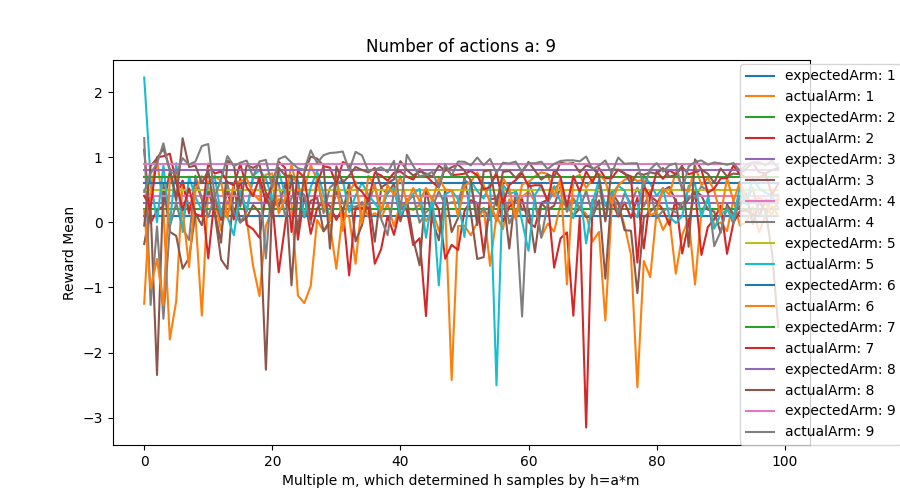 Number of actions a: 9
Reward Mean
2
1
0
−1
−2
−3
0
20
40
60
80
100
Multiple m, which determined h samples by h=a*m
expectedArm: 1
actualArm: 1
expectedArm: 2
actualArm: 2
expectedArm: 3
actualArm: 3
expectedArm: 4
actualArm: 4
expectedArm: 5
actualArm: 5
expectedArm: 6
actualArm: 6
expectedArm: 7
actualArm: 7
expectedArm: 8
actualArm: 8
expectedArm: 9
actualArm: 9